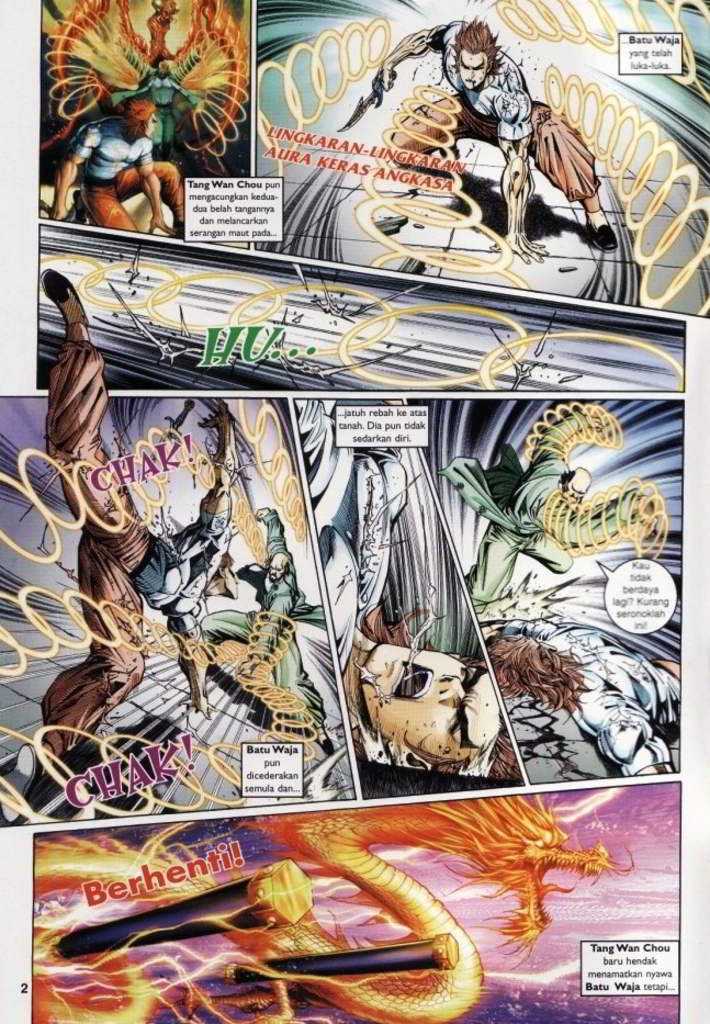 Tang Wan Chou pun
mengacungkan kedua-
dua belah tangannya
dan melancarkan
serangan maut pada...
...Batu Waja
yang telah
luka-luka.
LINGKARAN-LINGKARAN
AURA KERAS ANGKASA
HU...
CHAK!
CHAK!
Batu Waja
pun
dicederakan
semula dan...
...jatuh rebah ke atas
tanah. Dia pun tidak
sedarkan diri.
Kau
tidak
berdaya
lagi? Kurang
seronoklah
ini!
Berhenti!
Tang Wan Chou
baru hendak
menamatkan nyawa
Batu Waja tetapi...
2